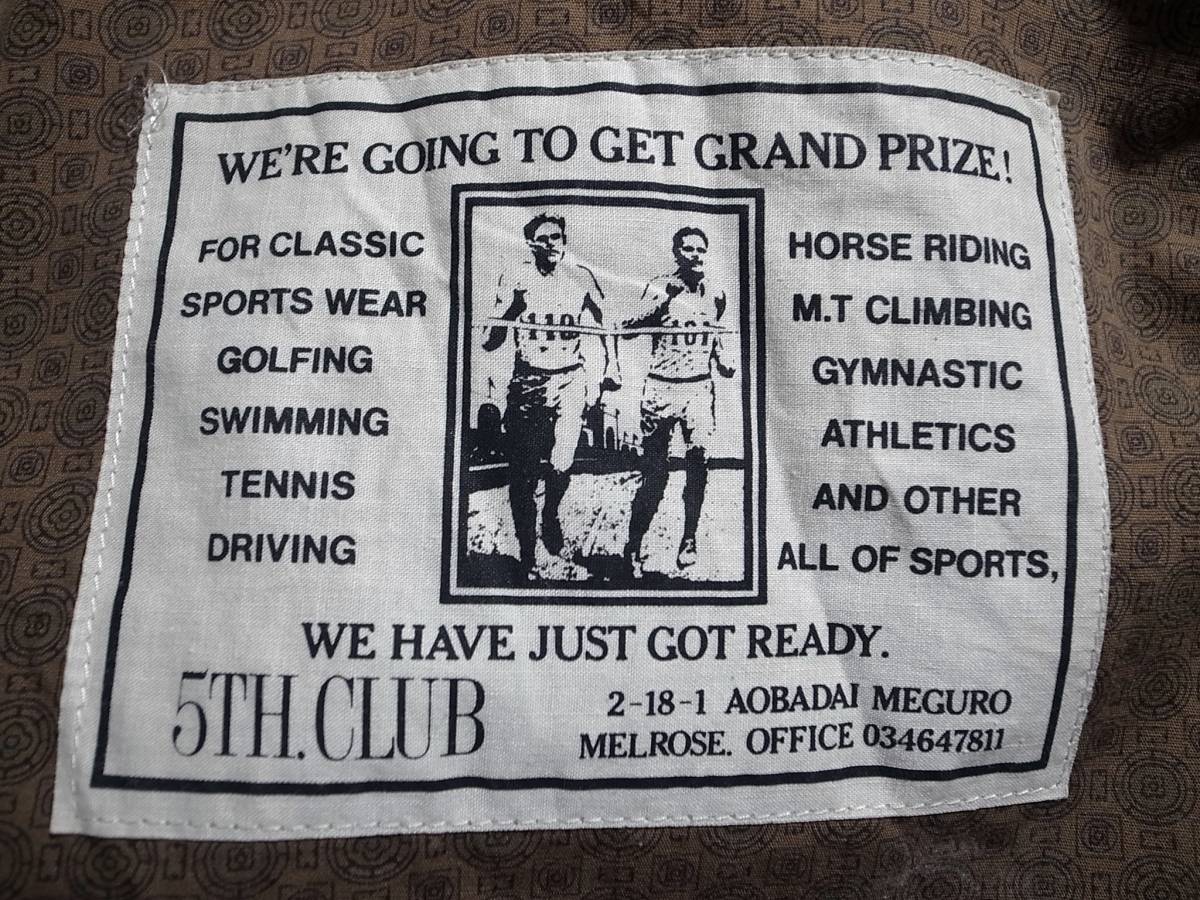 WE'RE GOING TO GET GRAND PRIZE!
FOR CLASSIC
SPORTS WEAR
GOLFING
SWIMMING
TENNIS
DRIVING
110
101
HORSE RIDING
M.T CLIMBING
GYMNASTIC
ATHLETICS
AND OTHER
ALL OF SPORTS,
WE HAVE JUST GOT READY.
5TH.CLUB
2-18-1 AOBADAI MEGURO
MELROSE. OFFICE 034647811